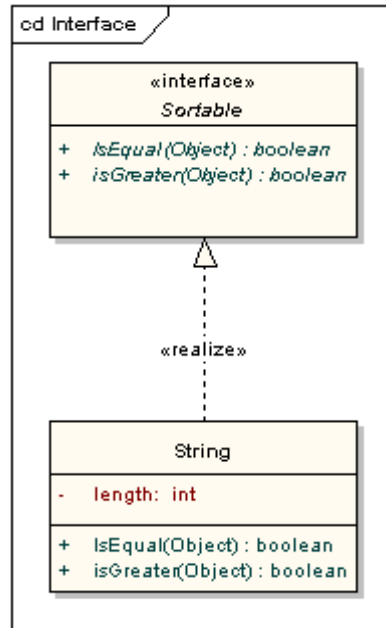 cd Interface
«interface»
Sortable
+ IsEqual(Object) : boolean
+ isGreater(Object) : boolean
«realize»
String
- length: int
+ IsEqual(Object) : boolean
+ isGreater(Object) : boolean